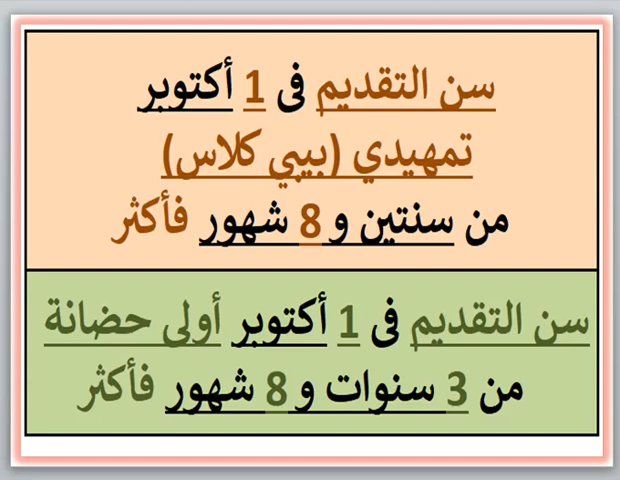 سن التقديم فى 1 أكتوبر
تمهيدي (بيبي كلاس)
من سنتين و 8 شهور فأكثر
سن التقديم فى 1 أكتوبر أولى حضانة
من 3 سنوات و 8 شهور فأكثر